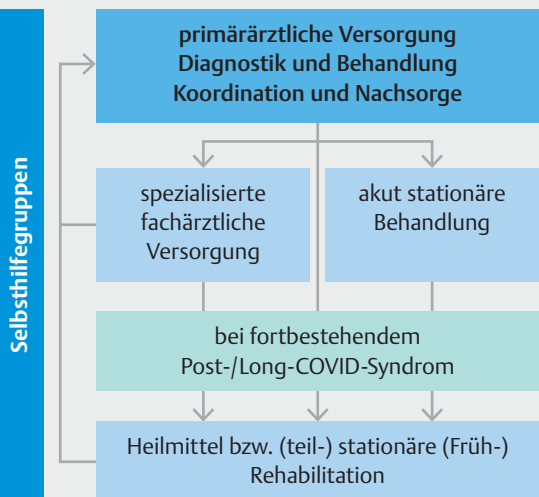 Selbsthilfegruppen
primärärztliche Versorgung
Diagnostik und Behandlung
Koordination und Nachsorge
spezialisierte
fachärztliche
Versorgung
akut stationäre
Behandlung
bei fortbestehendem
Post-/Long-COVID-Syndrom
Heilmittel bzw. (teil-) stationäre (Früh-)
Rehabilitation